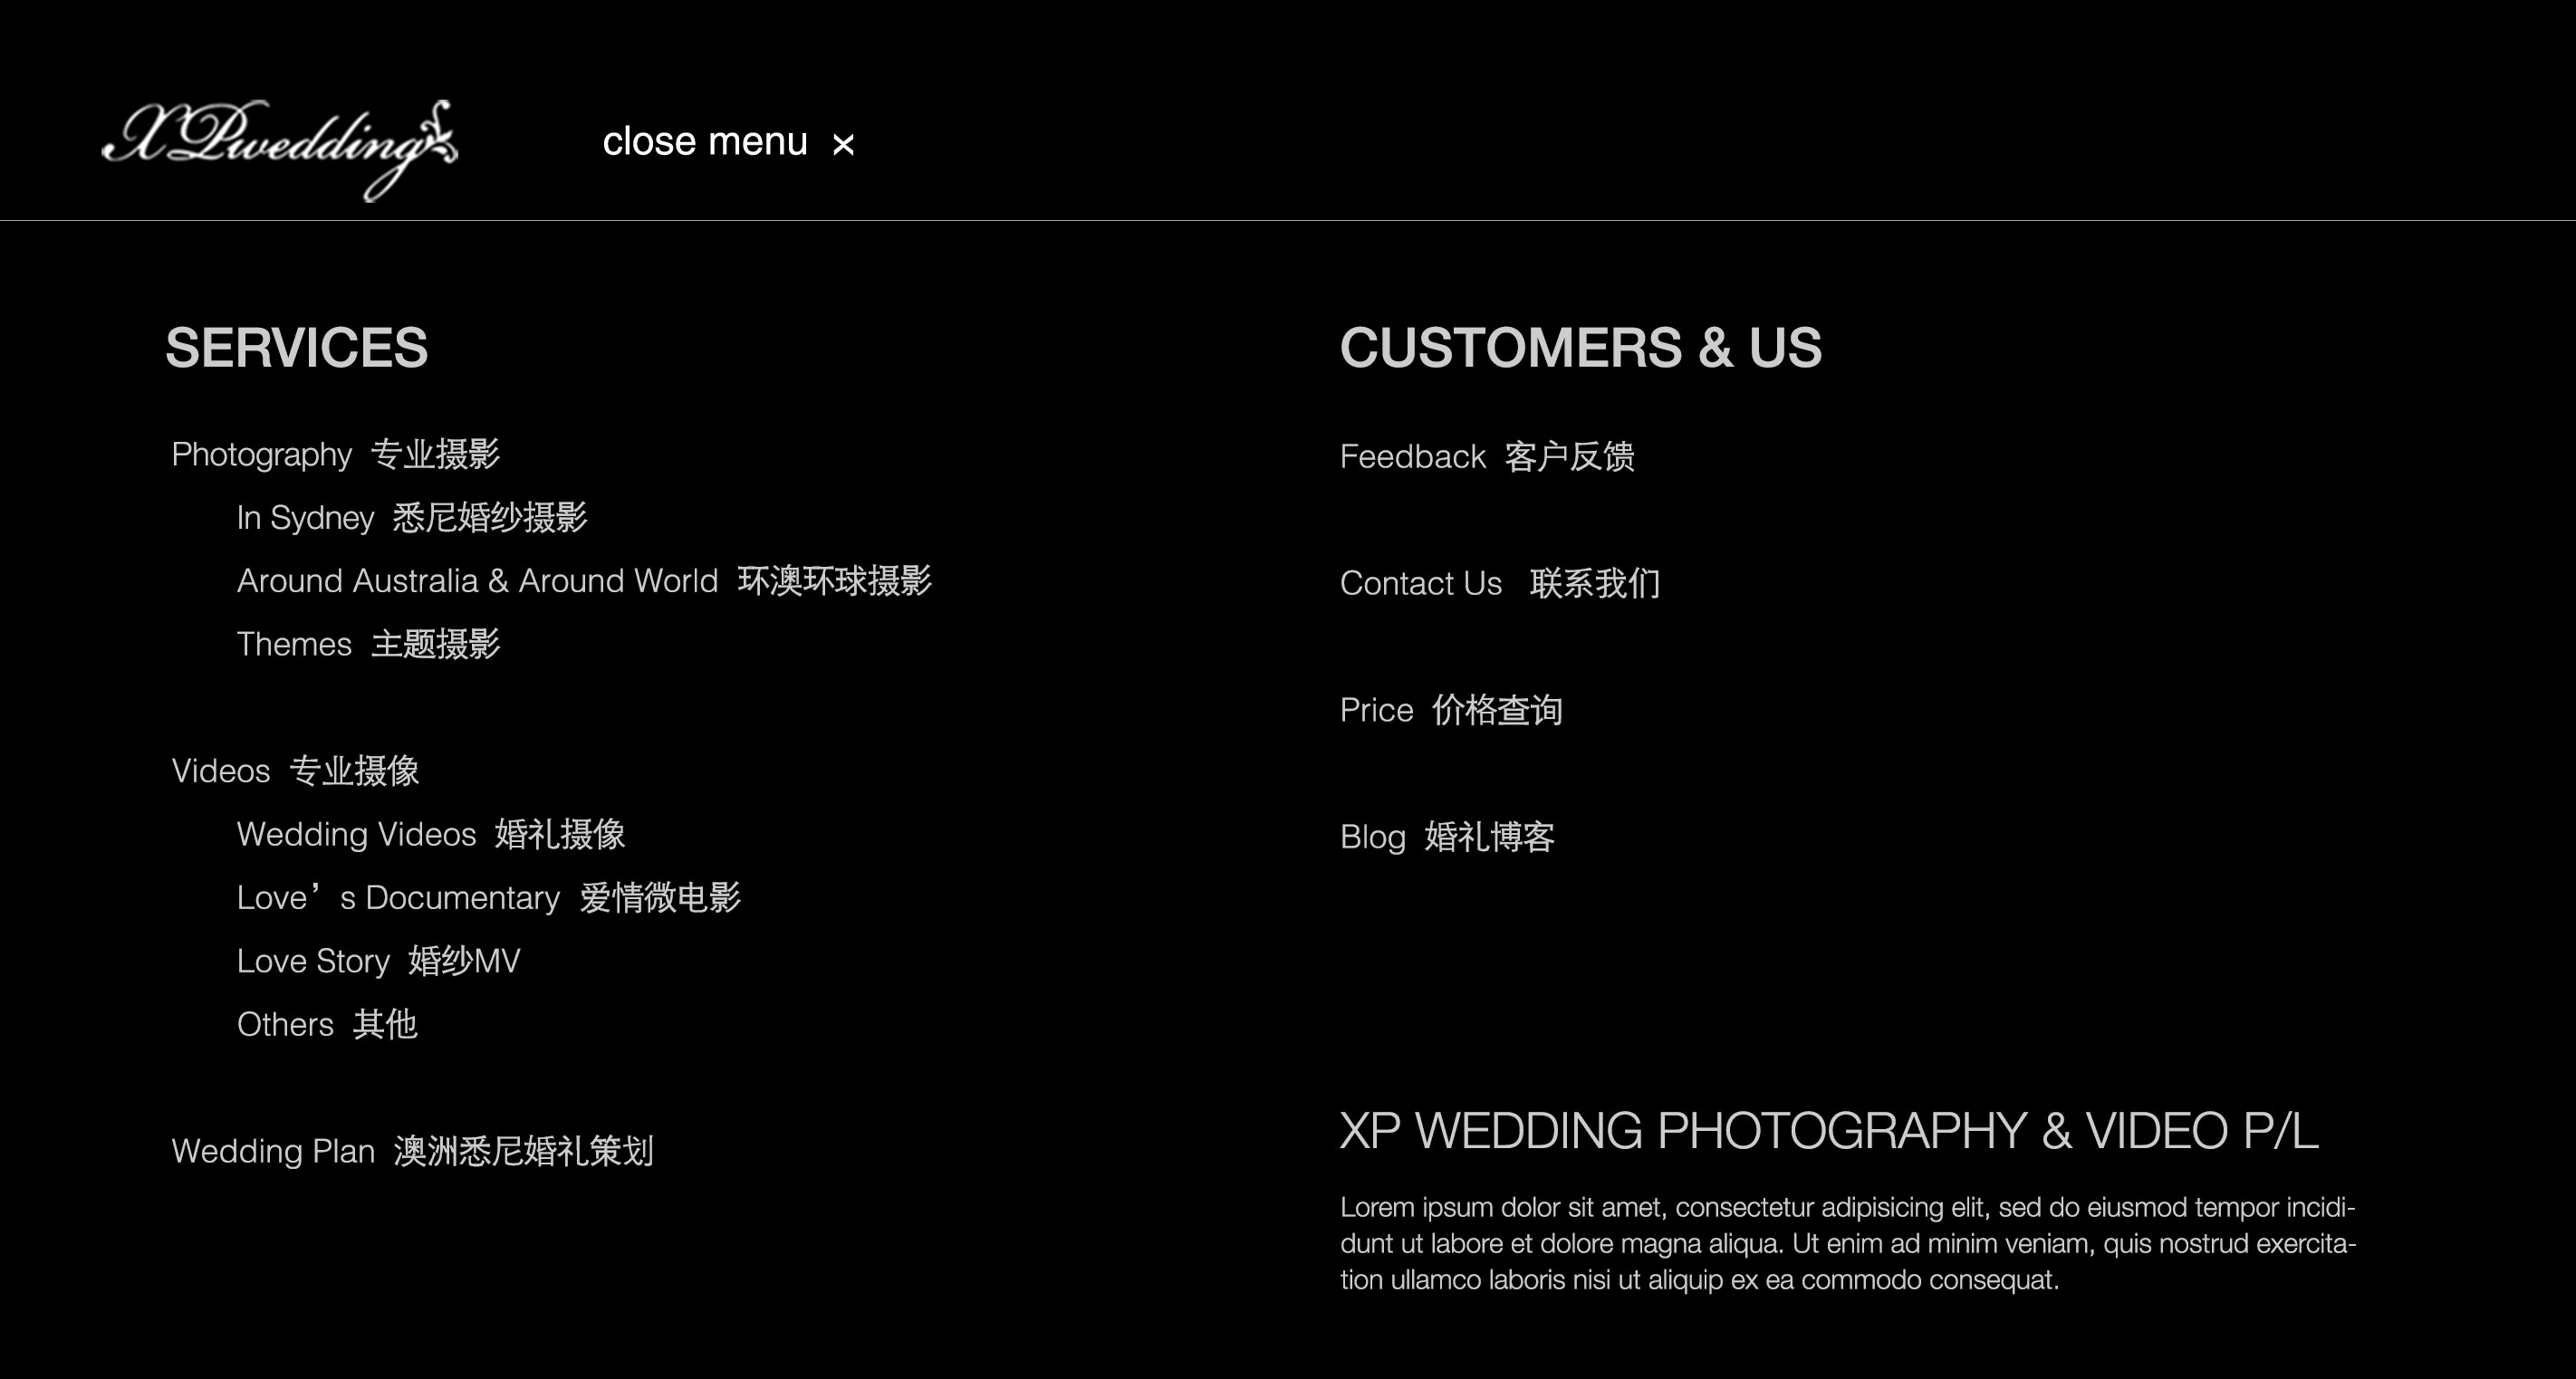 XPwedding
close menu ×
SERVICES
Photography 专业摄影
In Sydney 悉尼婚纱摄影
Around Australia & Around World 环澳环球摄影
Themes 主题摄影
Videos 专业摄像
Wedding Videos 婚礼摄像
Love’s Documentary 爱情微电影
Love Story 婚纱MV
Others 其他
Wedding Plan 澳洲悉尼婚礼策划
CUSTOMERS & US
Feedback 客户反馈
Contact Us 联系我们
Price 价格查询
Blog 婚礼博客
XP WEDDING PHOTOGRAPHY & VIDEO P/L
Lorem ipsum dolor sit amet, consectetur adipisicing elit, sed do eiusmod tempor incidi-
dunt ut labore et dolore magna aliqua. Ut enim ad minim veniam, quis nostrud exercita-
tion ullamco laboris nisi ut aliquip ex ea commodo consequat.